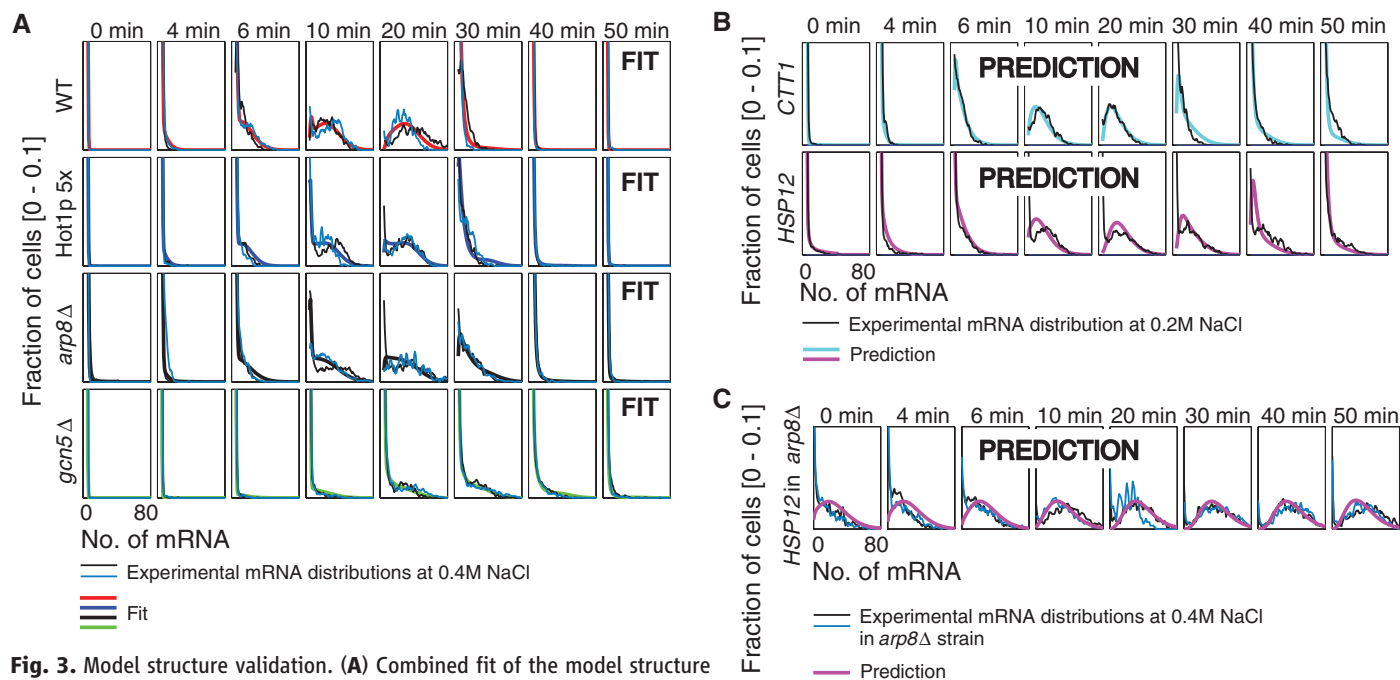 A
0 min 4 min 6 min 10 min 20 min 30 min 40 min 50 min
Fraction of cells [0 - 0.1]
WT
FIT
Hot1p 5x
FIT
arp8Δ
FIT
gcn5Δ
FIT
0 80
No. of mRNA
Experimental mRNA distributions at 0.4M NaCl
Fit
Fig. 3. Model structure validation. (A) Combined fit of the model structure
B
0 min 4 min 6 min 10 min 20 min 30 min 40 min 50 min
Fraction of cells [0 - 0.1]
CTT1
PREDICTION
HSP12
PREDICTION
0 80
No. of mRNA
Experimental mRNA distribution at 0.2M NaCl
Prediction
C
0 min 4 min 6 min 10 min 20 min 30 min 40 min 50 min
Fraction of cells [0 - 0.1]
HSP12 in arp8Δ
PREDICTION
0 80
No. of mRNA
Experimental mRNA distributions at 0.4M NaCl
in arp8Δ strain
Prediction